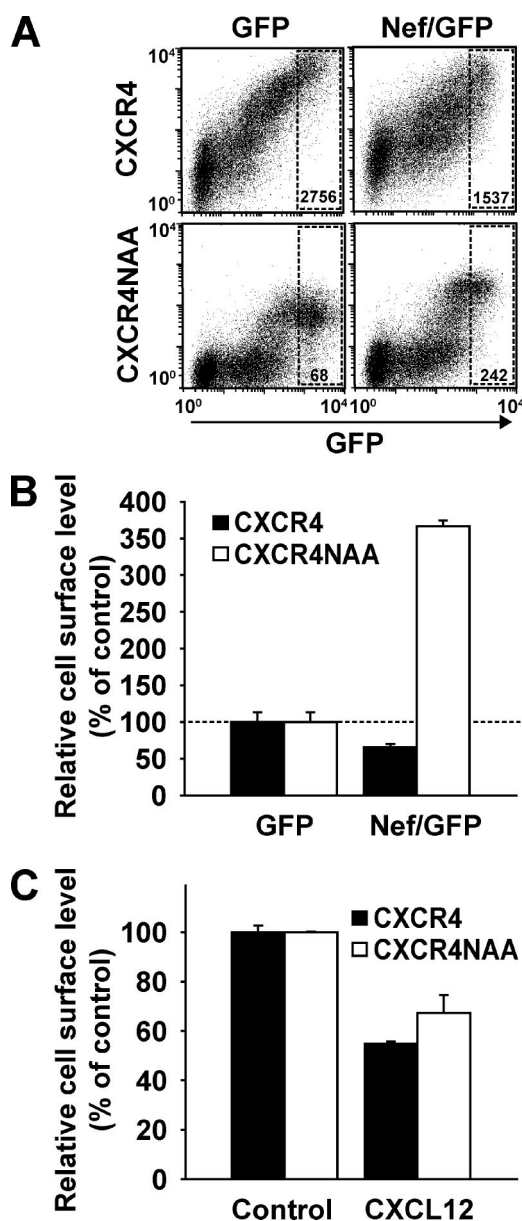 A
GFP
Nef/GFP
CXCR4
10⁴
10⁰
2756
1537
CXCR4NAA
10⁴
10⁰
68
242
10⁰
10⁴
10⁰
10⁴
GFP
B
Relative cell surface level
(% of control)
400
350
300
250
200
150
100
50
0
CXCR4
CXCR4NAA
GFP
Nef/GFP
C
Relative cell surface level
(% of control)
100
80
60
40
20
0
CXCR4
CXCR4NAA
Control
CXCL12